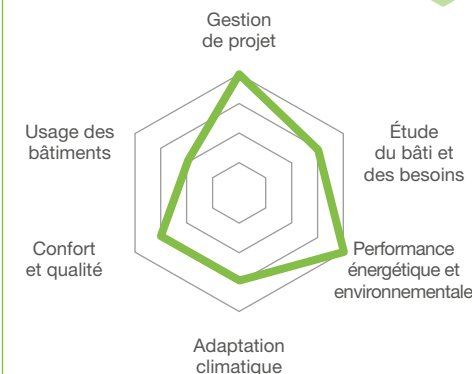 Gestion
de projet
Usage des
bâtiments
Étude
du bâti et
des besoins
Confort
et qualité
Performance
énergétique et
environnementale
Adaptation
climatique